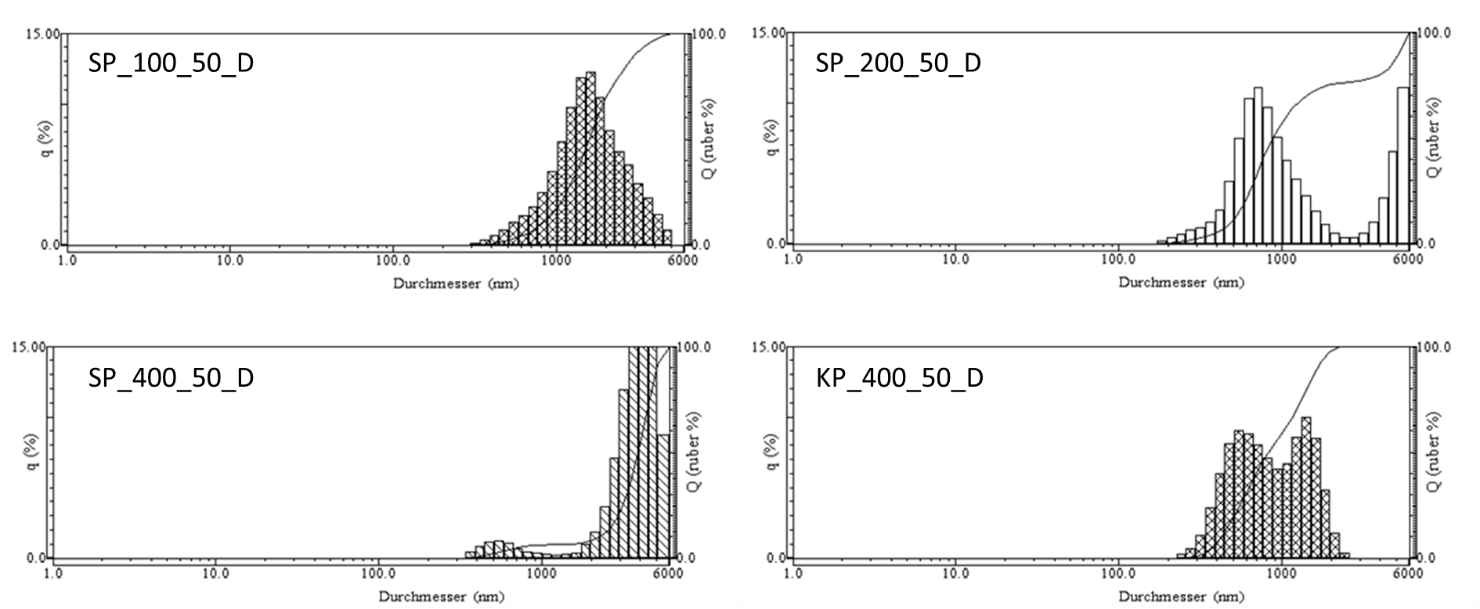 SP_100_50_D
15.00
0.0
q (%)
100.0
0.0
Q (ruber %)
1.0 10.0 100.0 1000 6000
Durchmesser (nm)
SP_200_50_D
15.00
0.0
q (%)
100.0
0.0
Q (ruber %)
1.0 10.0 100.0 1000 6000
Durchmesser (nm)
SP_400_50_D
15.00
0.0
q (%)
100.0
0.0
Q (ruber %)
1.0 10.0 100.0 1000 6000
Durchmesser (nm)
KP_400_50_D
15.00
0.0
q (%)
100.0
0.0
Q (ruber %)
1.0 10.0 100.0 1000 6000
Durchmesser (nm)